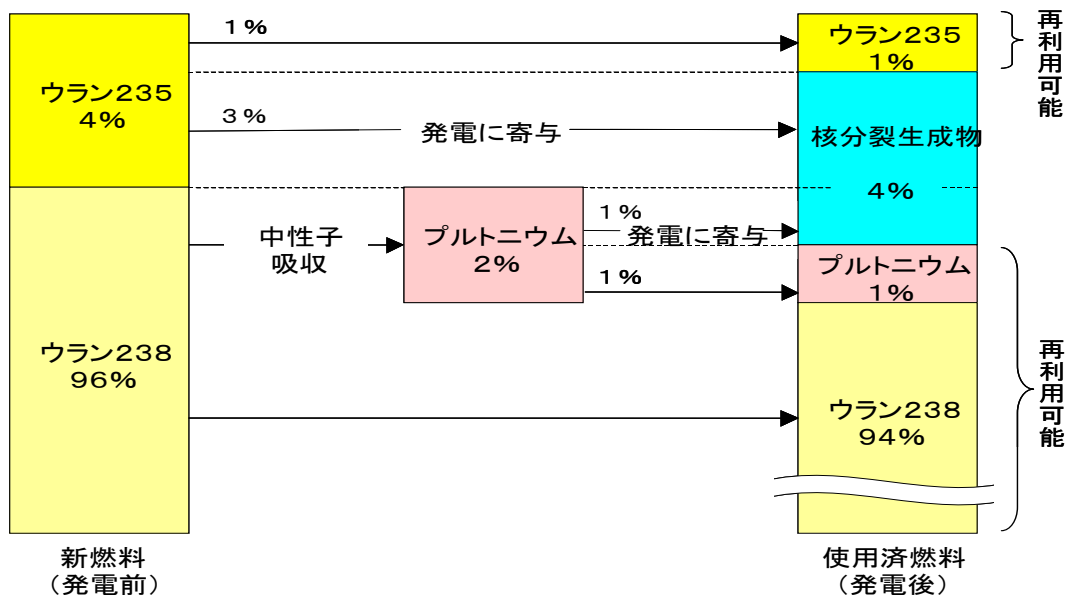 1%
ウラン235
1%
再利用可能
ウラン235
4%
3%
発電に寄与
核分裂生成物
4%
中性子
吸収
プルトニウム
2%
1%
発電に寄与
1%
プルトニウム
1%
ウラン238
96%
ウラン238
94%
再利用可能
新燃料
（発電前）
使用済燃料
（発電後）